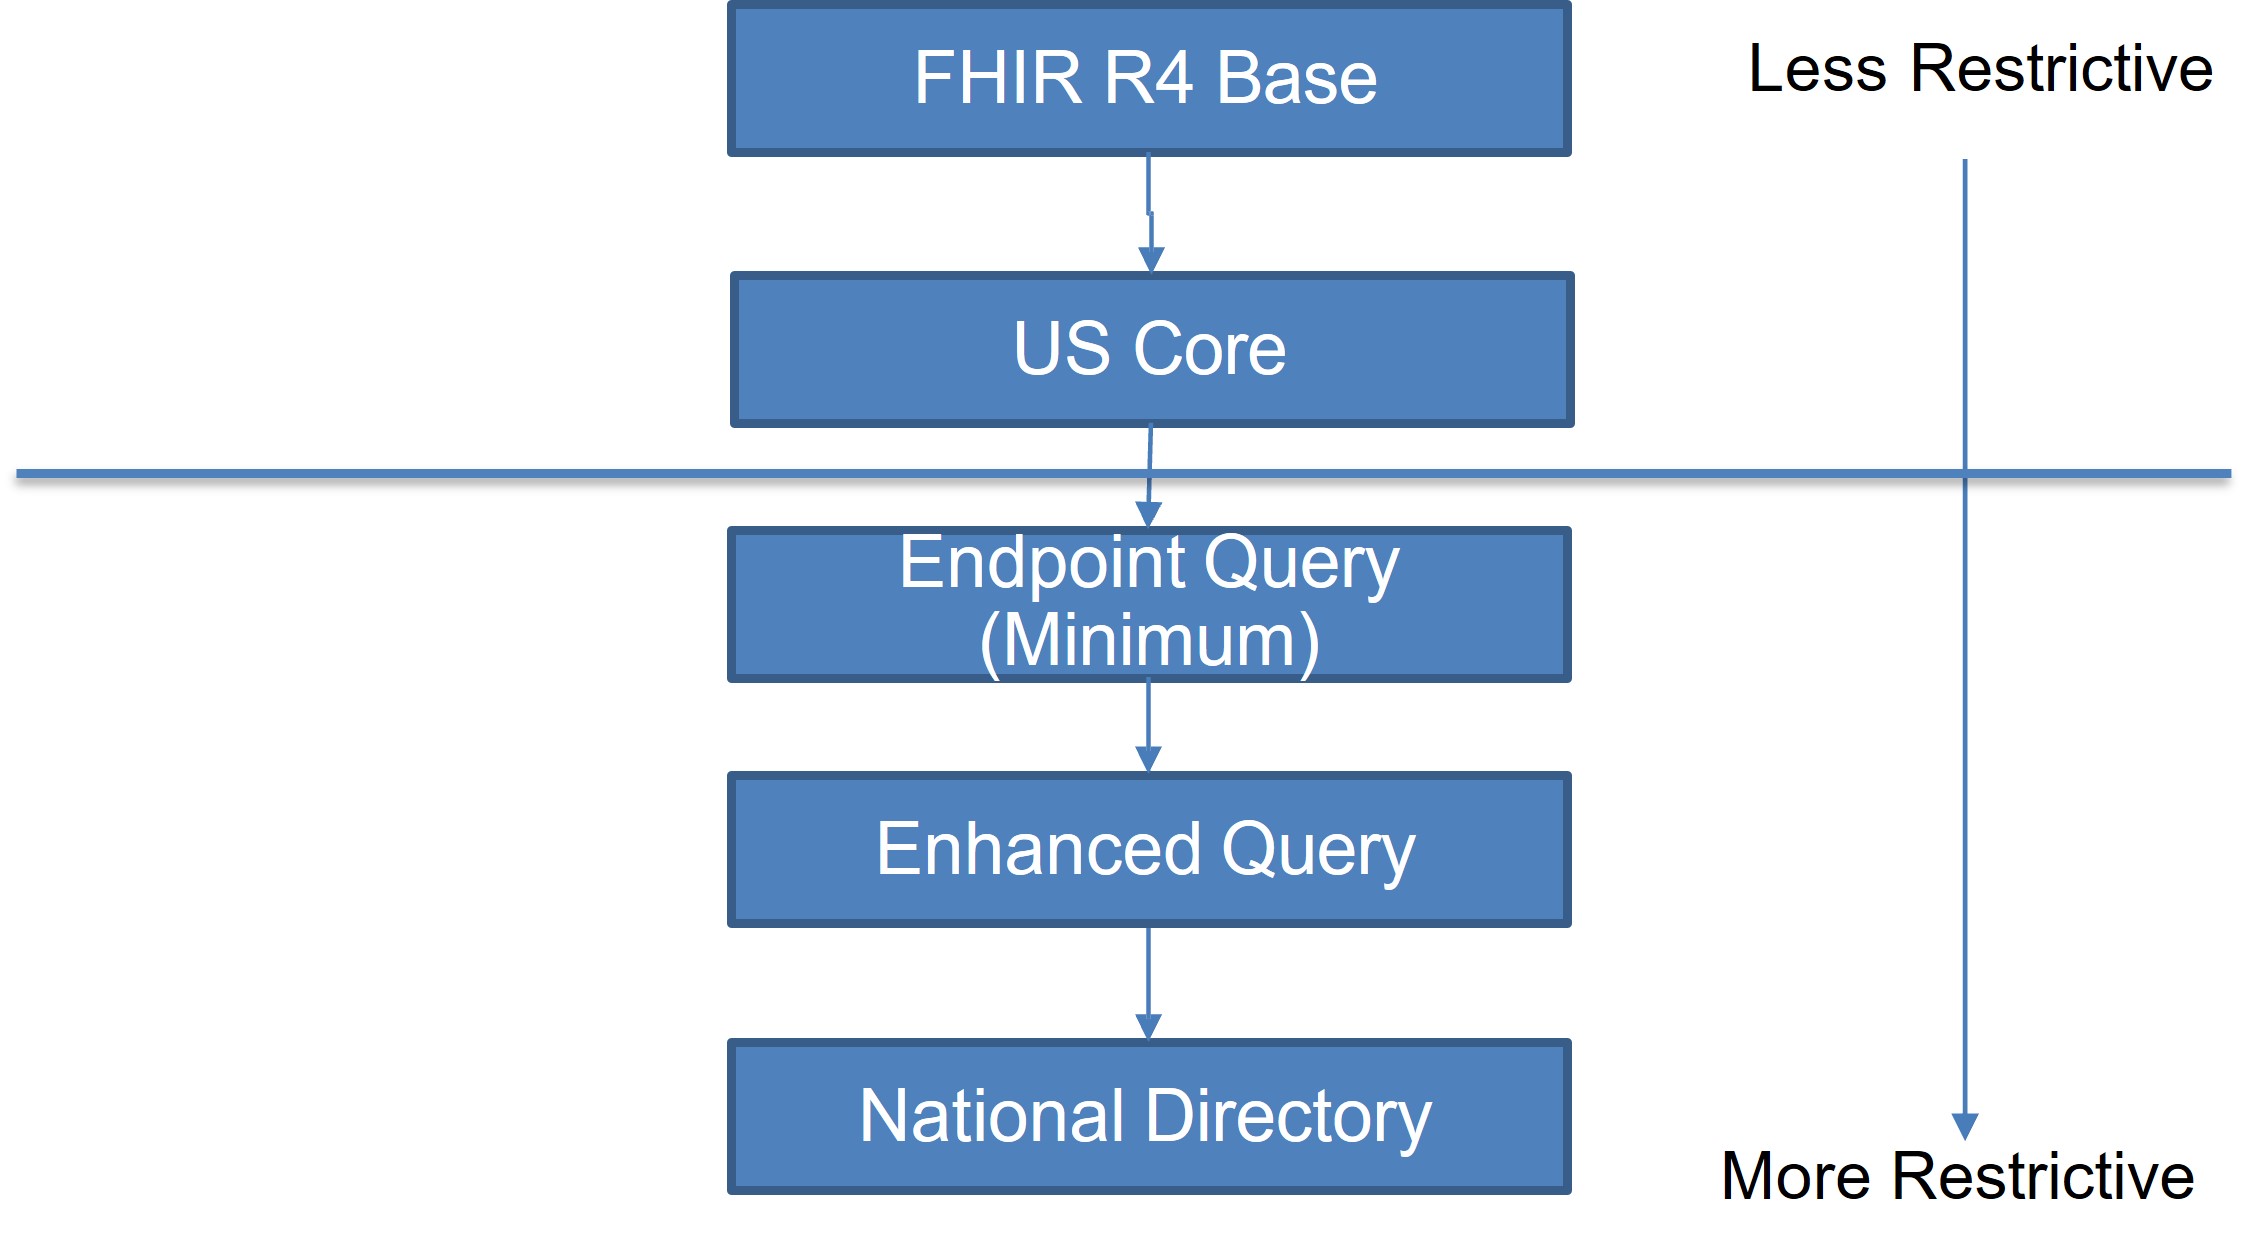 FHIR R4 Base
Less Restrictive
US Core
Endpoint Query
(Minimum)
Enhanced Query
National Directory
More Restrictive